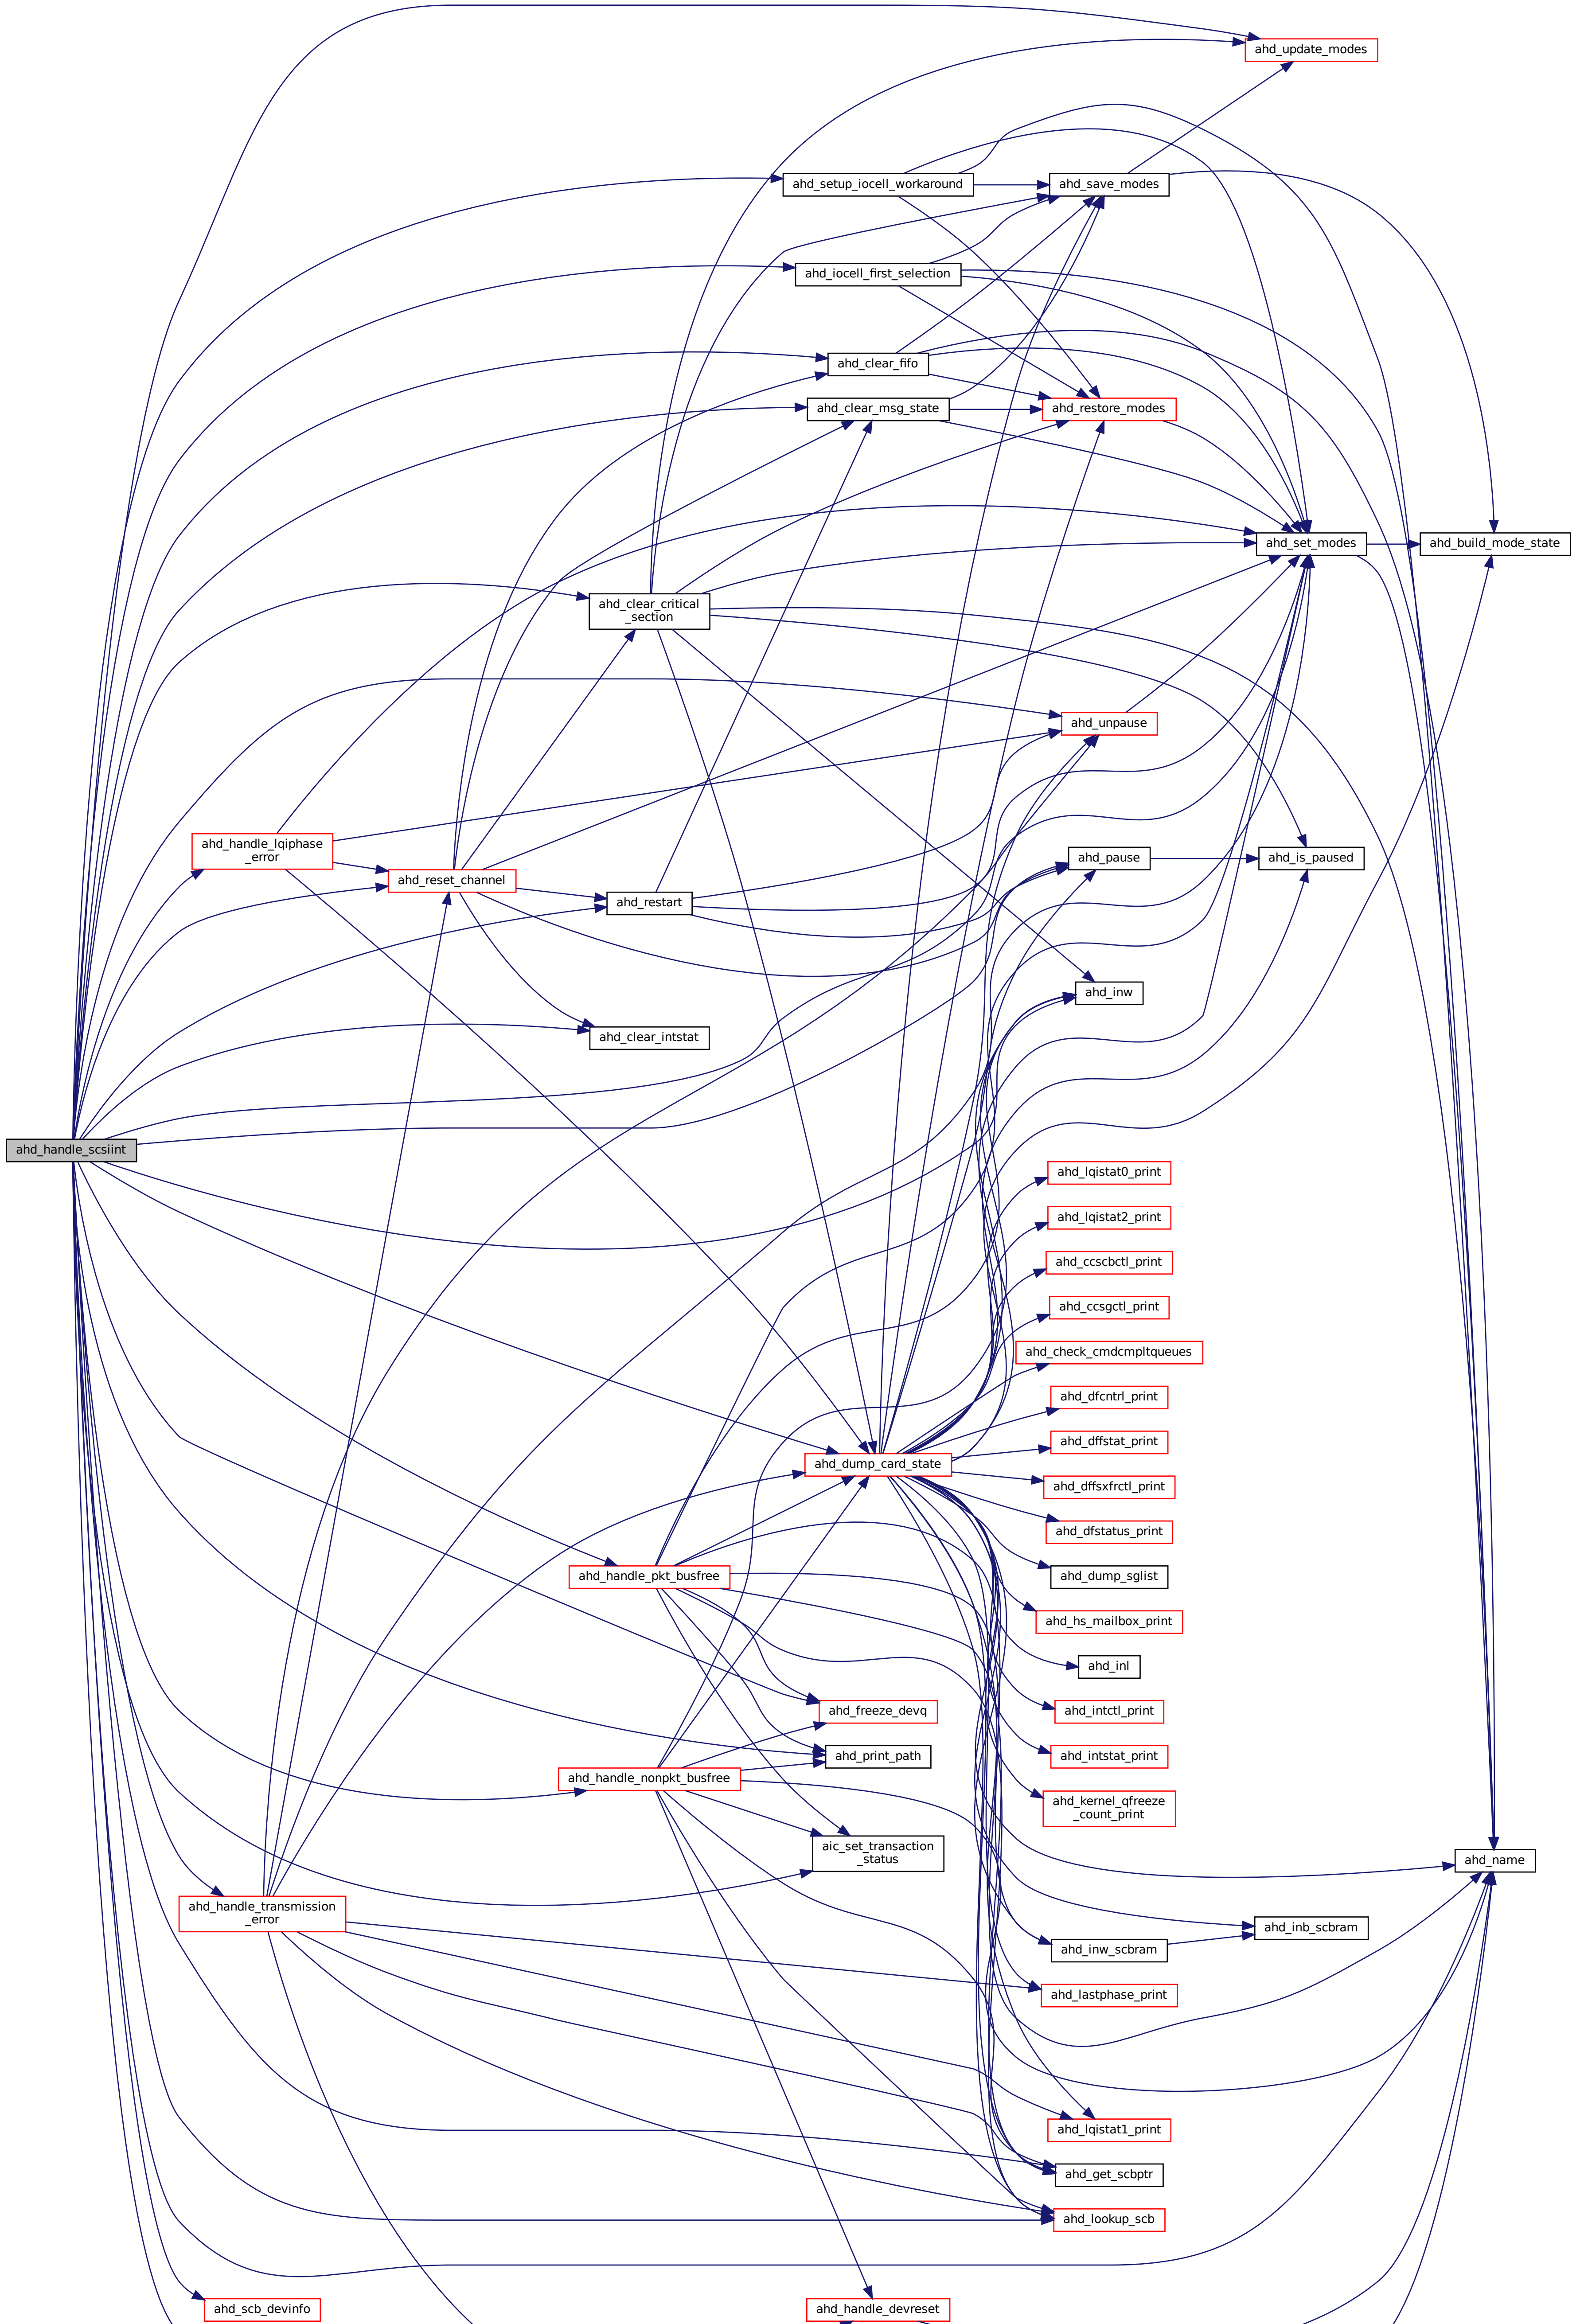 ahd_update_modes
ahd_setup_iocell_workaround
ahd_save_modes
ahd_iocell_first_selection
ahd_clear_fifo
ahd_clear_msg_state
ahd_restore_modes
ahd_set_modes
ahd_build_mode_state
ahd_clear_critical
_section
ahd_unpause
ahd_handle_lqiphase
_error
ahd_pause
ahd_is_paused
ahd_reset_channel
ahd_restart
ahd_inw
ahd_clear_intstat
ahd_handle_scsiint
ahd_lqistat0_print
ahd_lqistat2_print
ahd_ccscbctl_print
ahd_ccsgctl_print
ahd_check_cmdcmpltqueues
ahd_dfcntrl_print
ahd_dffstat_print
ahd_dump_card_state
ahd_dffsxfrctl_print
ahd_dfstatus_print
ahd_handle_pkt_busfree
ahd_dump_sglist
ahd_hs_mailbox_print
ahd_inl
ahd_freeze_devq
ahd_intctl_print
ahd_print_path
ahd_intstat_print
ahd_handle_nonpkt_busfree
ahd_kernel_qfreeze
_count_print
aic_set_transaction
_status
ahd_name
ahd_handle_transmission
_error
ahd_inb_scbram
ahd_inw_scbram
ahd_lastphase_print
ahd_lqistat1_print
ahd_get_scbptr
ahd_lookup_scb
ahd_scb_devinfo
ahd_handle_devreset